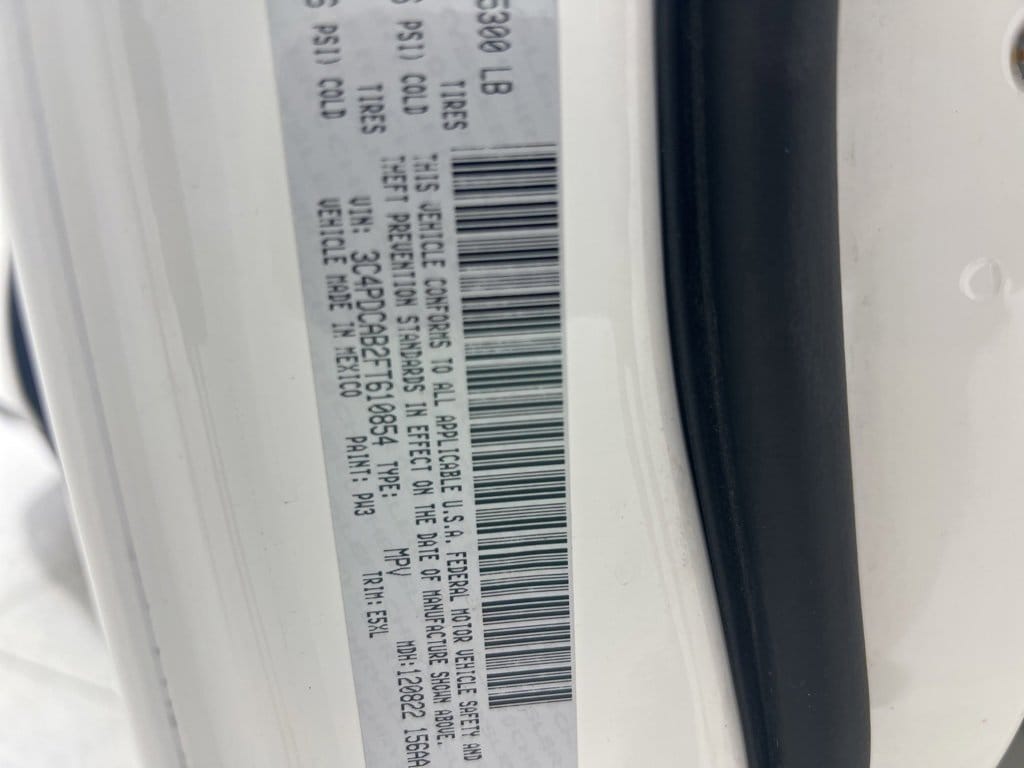 5300 LB
PSI) COLD
PSI) COLD
TIRES
TIRES
THIS VEHICLE CONFORMS TO ALL APPLICABLE U.S.A. FEDERAL MOTOR VEHICLE SAFETY AND
THEFT PREVENTION STANDARDS IN EFFECT ON THE DATE OF MANUFACTURE SHOWN ABOVE.
VIN: 3C4PDCAB2FT610854 TYPE: MPV MDH:120822 156AA
VEHICLE MADE IN MEXICO PAINT: PW3 TRIM: E5XL